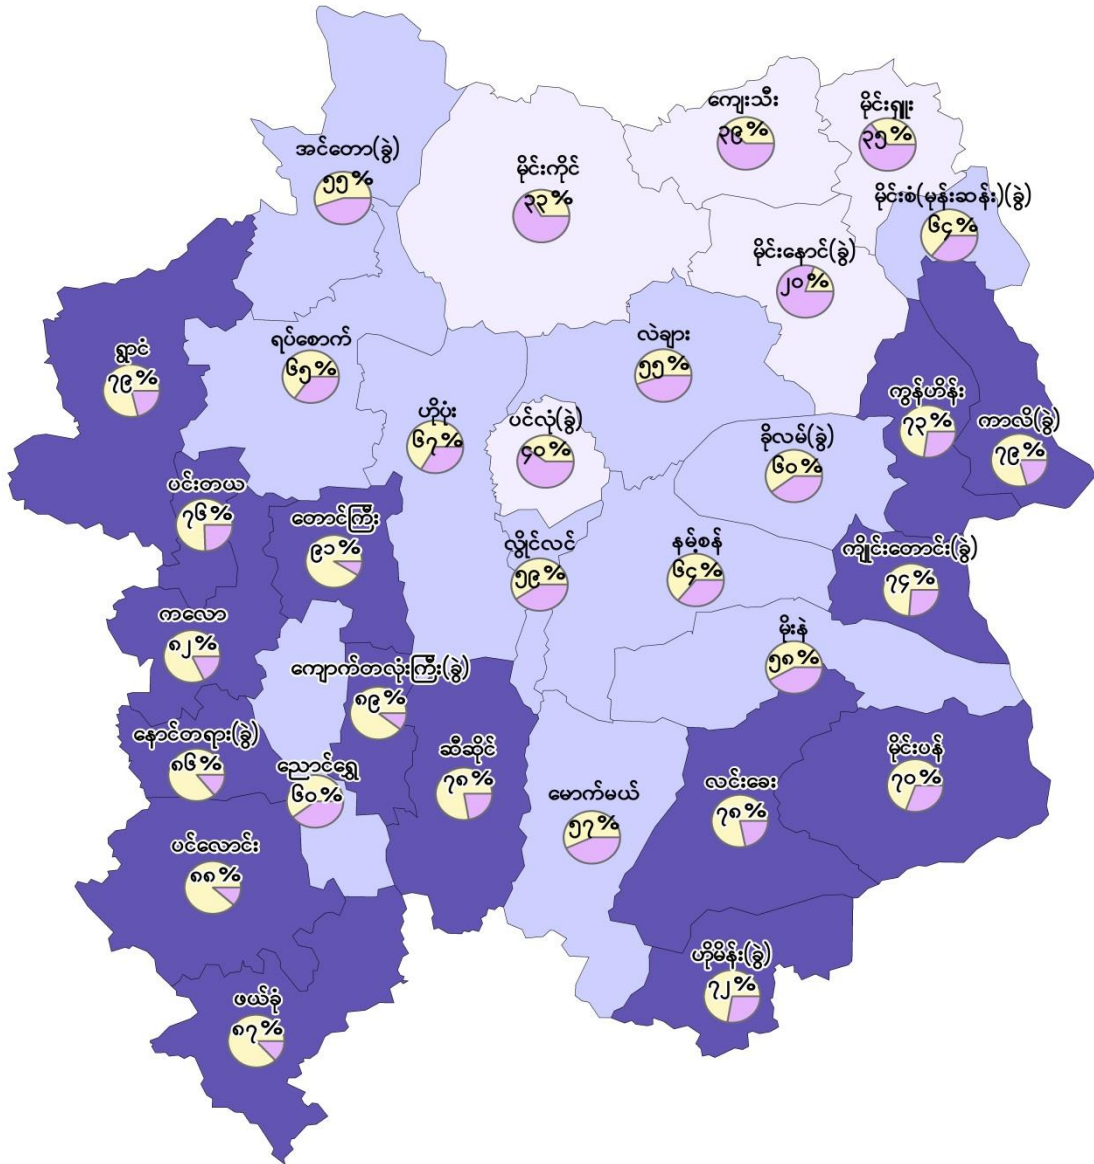 ကျေးသီး
၃၉%
မိုင်းရှူး
၃၅%
အင်တော(ခွဲ)
၅၅%
မိုင်းကိုင်
၃၃%
မိုင်းစံ(မုန်းဆန်း)(ခွဲ)
၆၄%
မိုင်းနောင်(ခွဲ)
၂၀%
ရွာငံ
၇၉%
ရပ်စောက်
၆၅%
လဲချား
၅၅%
ဟိုပုံး
၆၇%
ပင်လုံ(ခွဲ)
၄၀%
ခိုလမ်(ခွဲ)
၆၀%
ကွန်ဟိန်း
၇၃%
ကာလိ(ခွဲ)
၇၉%
ပင်းတယ
၇၆%
တောင်ကြီး
၉၁%
လွိုင်လင်
၅၉%
နမ့်စန်
၆၄%
ကျိုင်းတောင်း(ခွဲ)
၇၄%
ကလော
၈၂%
ကျောက်တလုံးကြီး(ခွဲ)
၈၉%
မိုးနဲ
၅၈%
နောင်တရား(ခွဲ)
၈၆%
ညောင်ရွှေ
၆၀%
ဆီဆိုင်
၇၈%
မောက်မယ်
၅၇%
လင်းခေး
၇၈%
မိုင်းပန်
၇၀%
ပင်လောင်း
၈၈%
ဟိုမိန်း(ခွဲ)
၇၂%
ဖယ်ခုံ
၈၇%